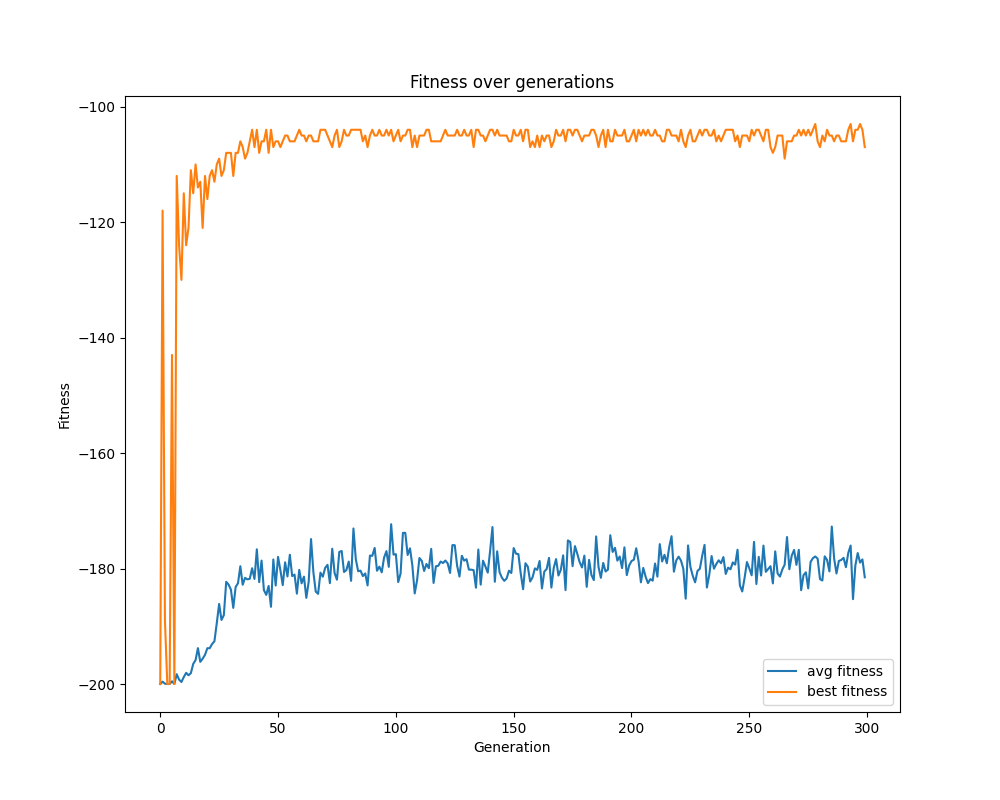 Fitness over generations
−100
−120
−140
−160
−180
−200
Fitness
0 50 100 150 200 250 300
Generation
avg fitness
best fitness